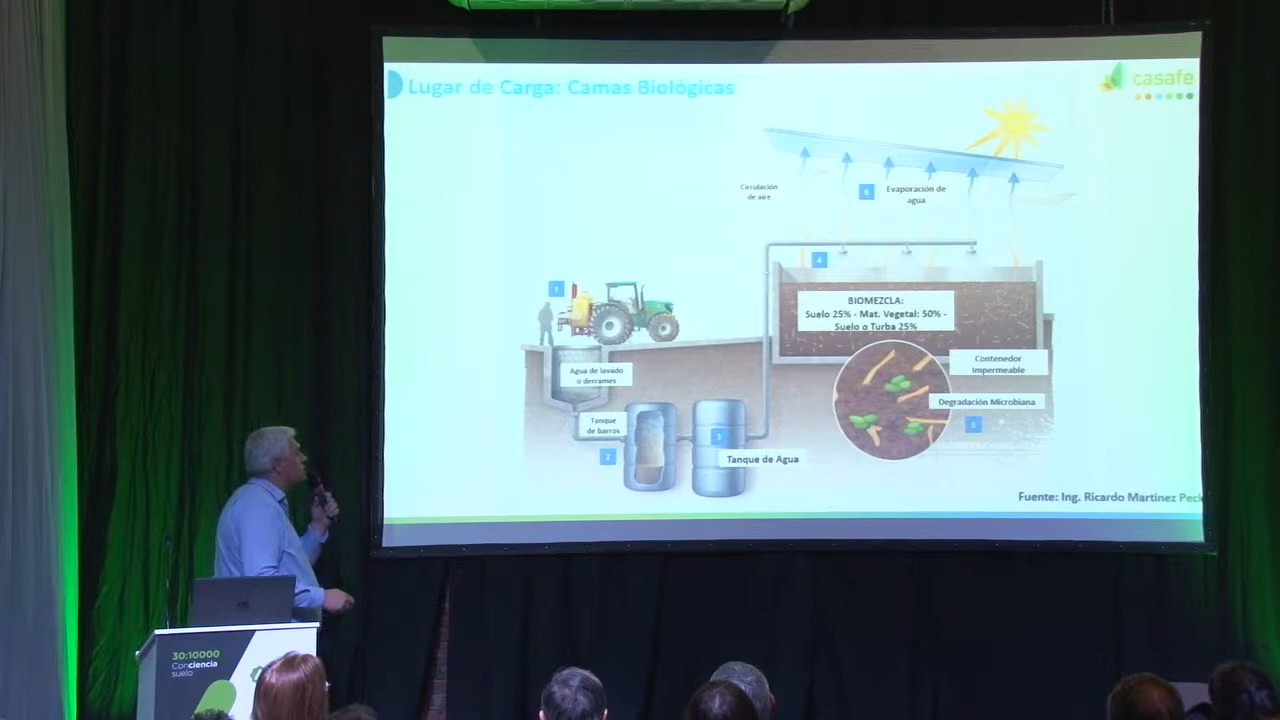 Lugar de Carga: Camas Biológicas
casafe
Circulación
de aire
6
Evaporación de
agua
4
1
BIOMEZCLA:
Suelo 25% - Mat. Vegetal: 50% -
Suelo o Turba 25%
Agua de lavado
o derrames
Contenedor
Impermeable
Degradación Microbiana
5
Tanque
de barros
2
3
Tanque de Agua
Fuente: Ing. Ricardo Martinez Peck
30:10000
Conciencia
suelo